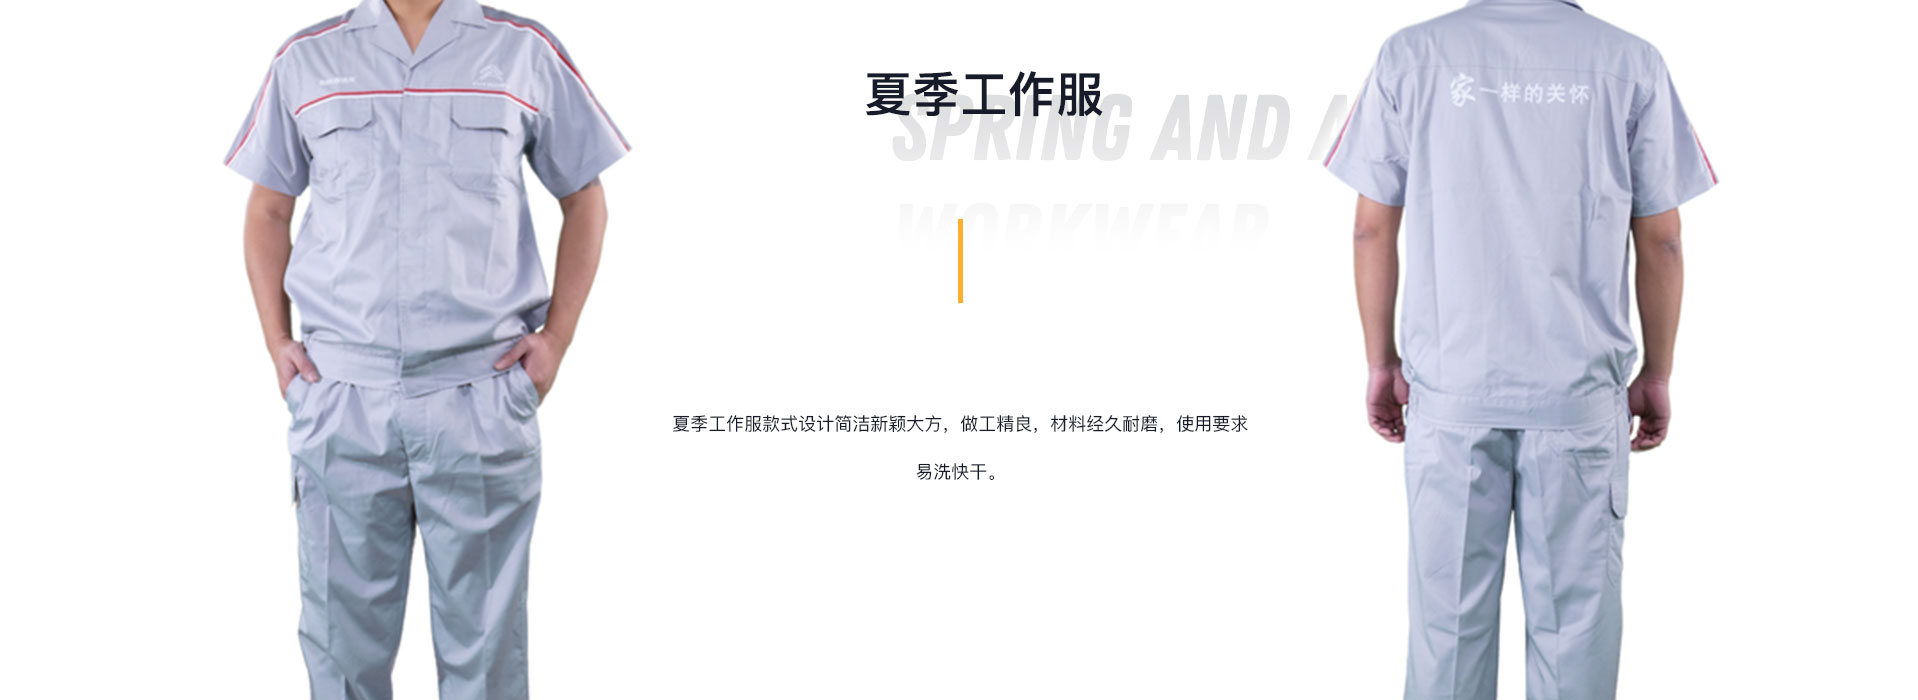 夏季工作服
SPRING AND A
WORKWEAR
夏季工作服款式设计简洁新颖大方，做工精良，材料经久耐磨，使用要求
易洗快干。
家一样的关怀